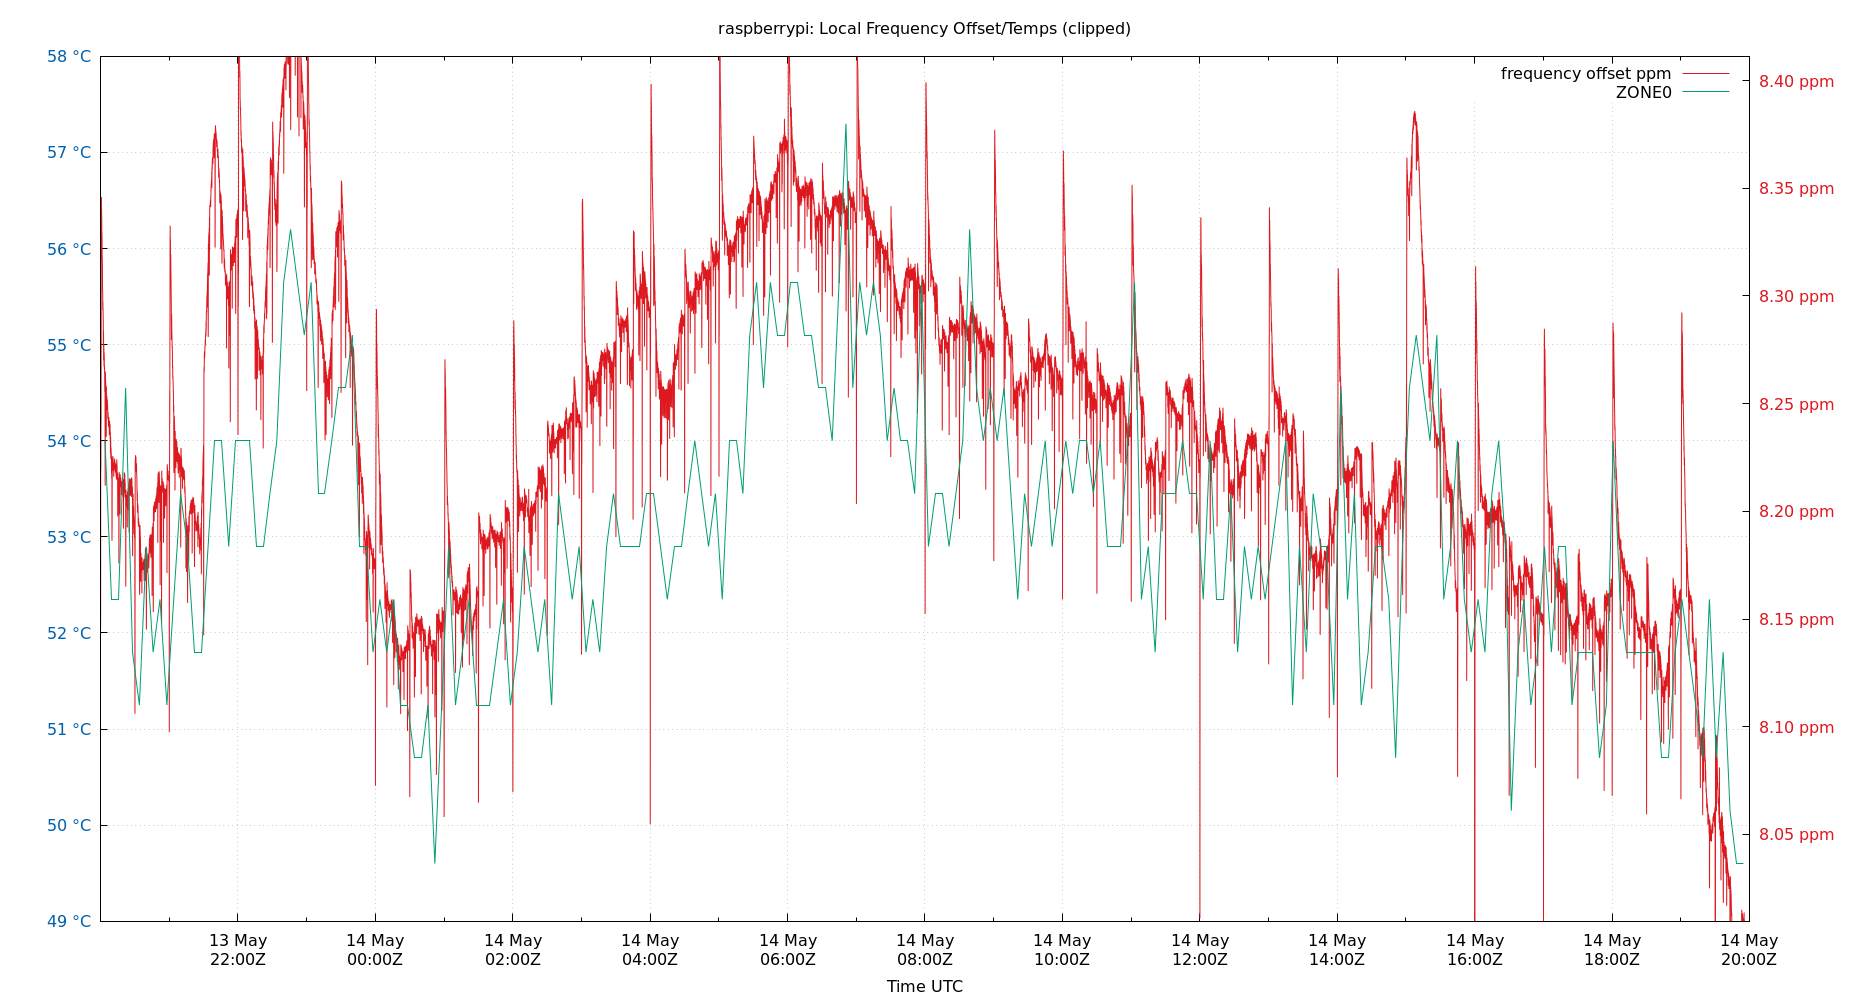 raspberrypi: Local Frequency Offset/Temps (clipped)
frequency offset ppm
ZONE0
58 °C
57 °C
56 °C
55 °C
54 °C
53 °C
52 °C
51 °C
50 °C
49 °C
8.40 ppm
8.35 ppm
8.30 ppm
8.25 ppm
8.20 ppm
8.15 ppm
8.10 ppm
8.05 ppm
13 May
22:00Z
14 May
00:00Z
14 May
02:00Z
14 May
04:00Z
14 May
06:00Z
14 May
08:00Z
14 May
10:00Z
14 May
12:00Z
14 May
14:00Z
14 May
16:00Z
14 May
18:00Z
14 May
20:00Z
Time UTC